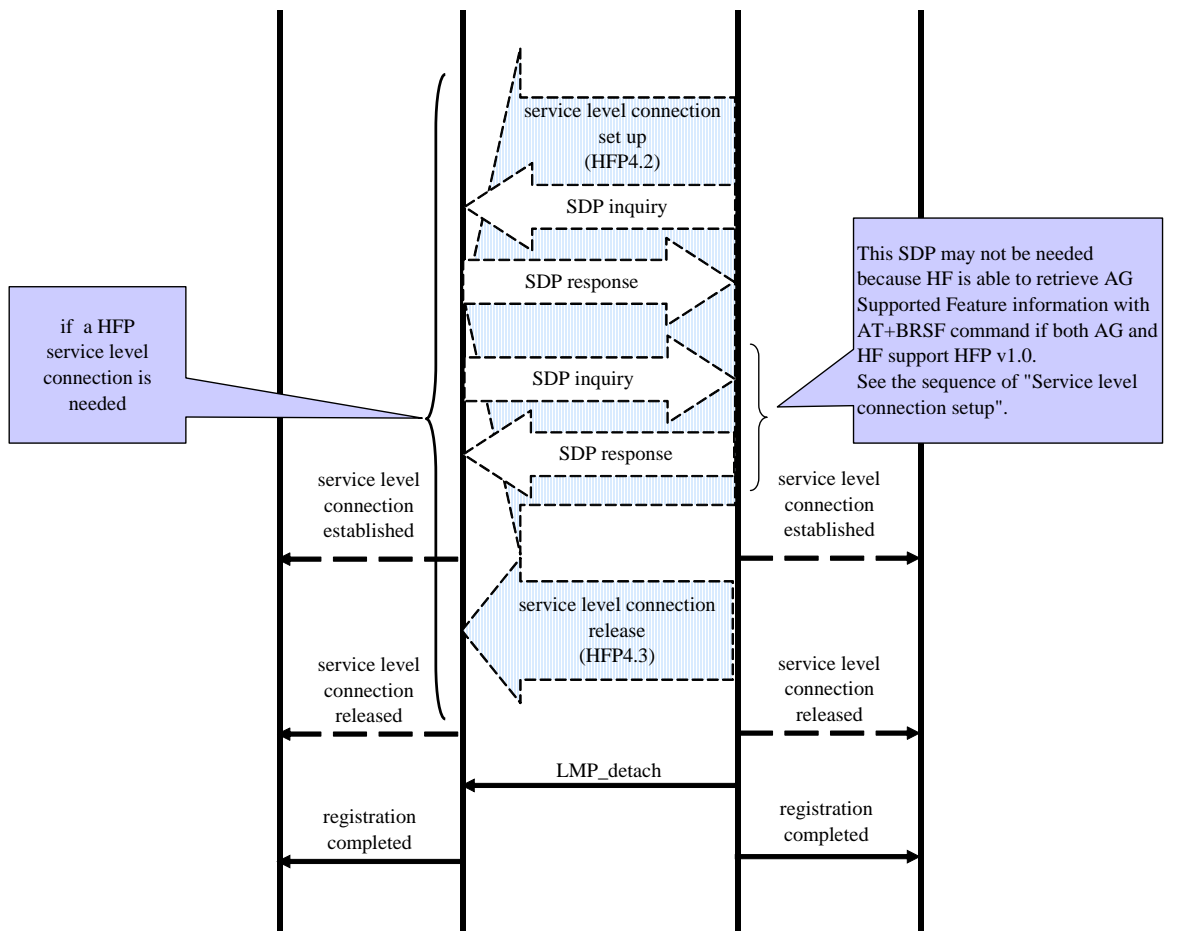 service level connection
set up
(HFP4.2)
SDP inquiry
SDP response
SDP inquiry
SDP response
if a HFP
service level
connection is
needed
This SDP may not be needed
because HF is able to retrieve AG
Supported Feature information with
AT+BRSF command if both AG and
HF support HFP v1.0.
See the sequence of "Service level
connection setup".
service level
connection
established
service level
connection
established
service level connection
release
(HFP4.3)
service level
connection
released
service level
connection
released
LMP_detach
registration
completed
registration
completed